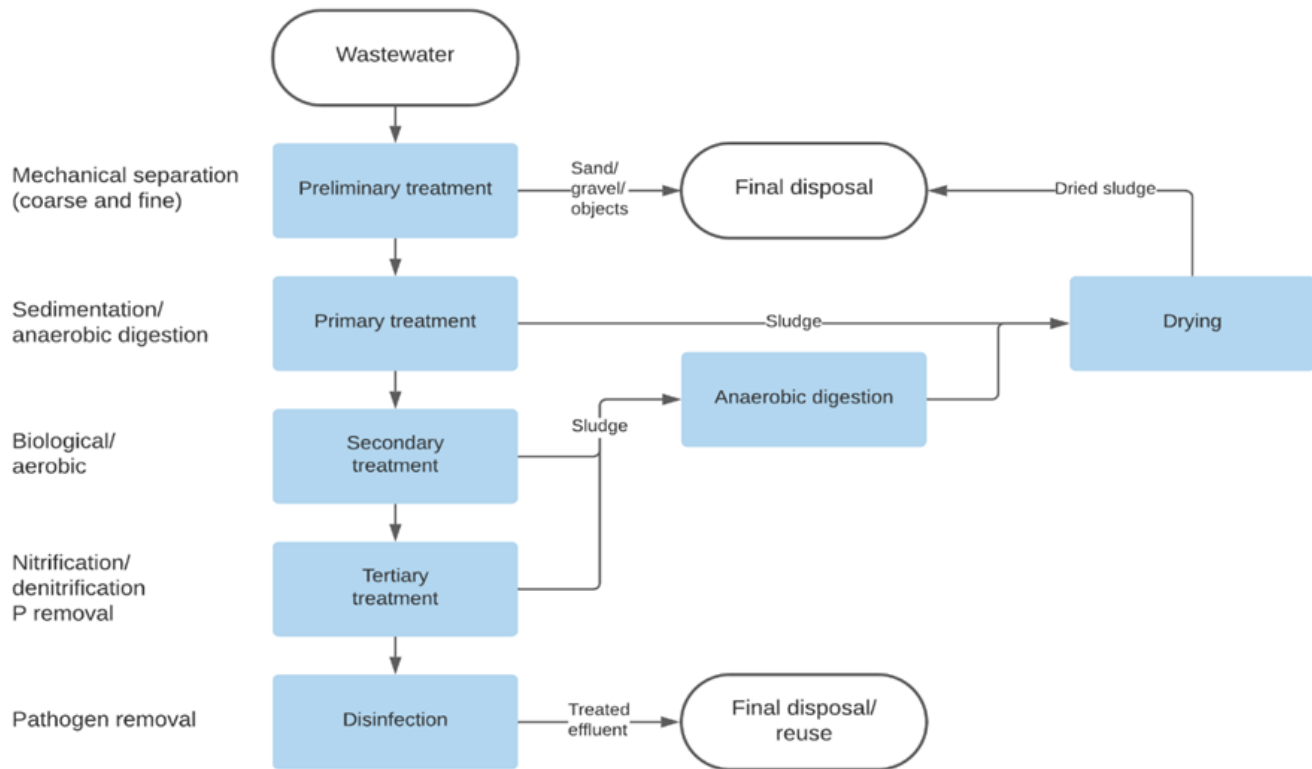 Wastewater
Mechanical separation
(coarse and fine)
Preliminary treatment
Sand/
gravel/
objects
Final disposal
Dried sludge
Sedimentation/
anaerobic digestion
Primary treatment
Sludge
Drying
Anaerobic digestion
Biological/
aerobic
Secondary
treatment
Sludge
Nitrification/
denitrification
P removal
Tertiary
treatment
Pathogen removal
Disinfection
Treated
effluent
Final disposal/
reuse